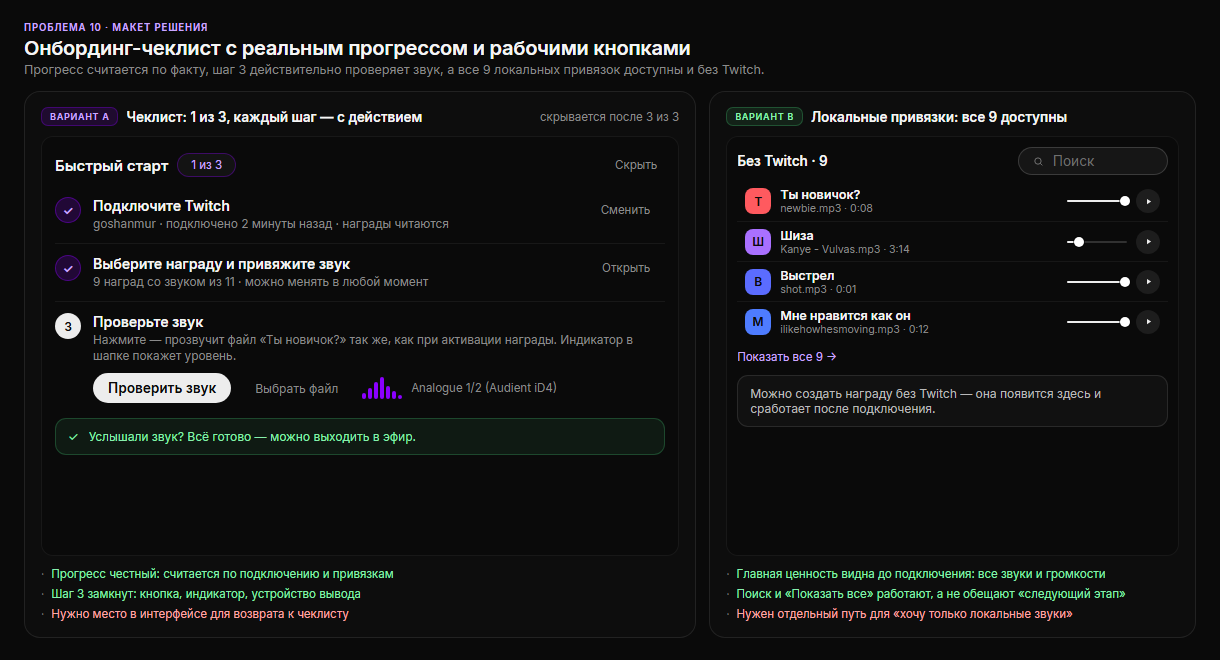 ПРОБЛЕМА 10 · МАКЕТ РЕШЕНИЯ
Онбординг-чеклист с реальным прогрессом и рабочими кнопками
Прогресс считается по факту, шаг 3 действительно проверяет звук, а все 9 локальных привязок доступны и без Twitch.
ВАРИАНТ A
Чеклист: 1 из 3, каждый шаг — с действием
скрывается после 3 из 3
Быстрый старт
1 из 3
Скрыть
Подключите Twitch
goshanmur · подключено 2 минуты назад · награды читаются
Сменить
Выберите награду и привяжите звук
9 наград со звуком из 11 · можно менять в любой момент
Открыть
3
Проверьте звук
Нажмите — прозвучит файл «Ты новичок?» так же, как при активации награды. Индикатор в
шапке покажет уровень.
Проверить звук
Выбрать файл
Analogue 1/2 (Audient iD4)
Услышали звук? Всё готово — можно выходить в эфир.
· Прогресс честный: считается по подключению и привязкам
· Шаг 3 замкнут: кнопка, индикатор, устройство вывода
· Нужно место в интерфейсе для возврата к чеклисту
ВАРИАНТ B
Локальные привязки: все 9 доступны
Без Twitch · 9
Поиск
Т
Ты новичок?
newbie.mp3 · 0:08
Ш
Шиза
Kanye - Vulvas.mp3 · 3:14
В
Выстрел
shot.mp3 · 0:01
М
Мне нравится как он
ilikehowhesmoving.mp3 · 0:12
Показать все 9 →
Можно создать награду без Twitch — она появится здесь и
сработает после подключения.
· Главная ценность видна до подключения: все звуки и громкости
· Поиск и «Показать все» работают, а не обещают «следующий этап»
· Нужен отдельный путь для «хочу только локальные звуки»